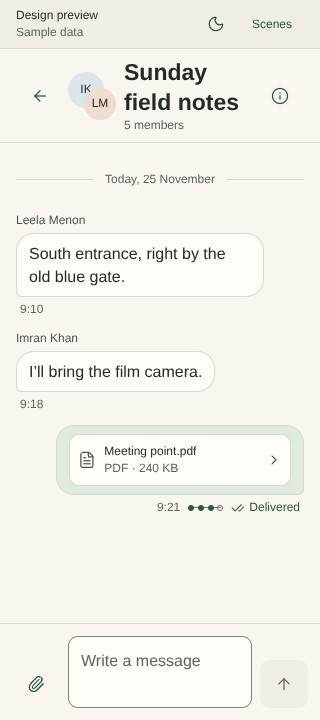 Design preview
Sample data
Scenes
IK
LM
Sunday
field notes
5 members
Today, 25 November
Leela Menon
South entrance, right by the
old blue gate.
9:10
Imran Khan
I’ll bring the film camera.
9:18
Meeting point.pdf
PDF · 240 KB
9:21 Delivered
Write a message